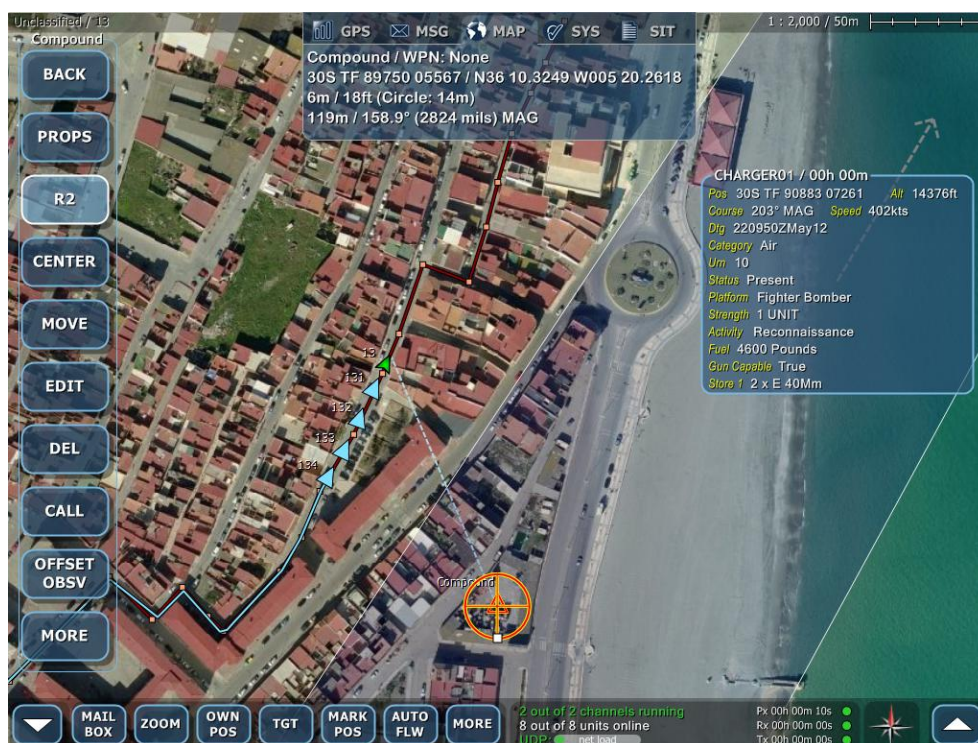 Unclassified / 13
1 : 2,000 / 50m
GPS MSG MAP SYS SIT
Compound
Compound / WPN: None
30S TF 89750 05567 / N36 10.3249 W005 20.2618
6m / 18ft (Circle: 14m)
119m / 158.9° (2824 mils) MAG
BACK
PROPS
R2
CENTER
MOVE
EDIT
DEL
CALL
OFFSET
OBSV
MORE
CHARGER01 / 00h 00m
Pos 30S TF 90883 07261 Alt 14376ft
Course 203° MAG Speed 402kts
Dtg 220950ZMay12
Category Air
Urn 10
Status Present
Platform Fighter Bomber
Strength 1 UNIT
Activity Reconnaissance
Fuel 4600 Pounds
Gun Capable True
Store 1 2 x E 40Mm
13
131
132
133
134
Compound
MAIL
BOX
ZOOM
OWN
POS
TGT
MARK
POS
AUTO
FLW
MORE
2 out of 2 channels running
8 out of 8 units online
UDP: net load
Px 00h 00m 10s
Rx 00h 00m 00s
Tx 00h 00m 00s